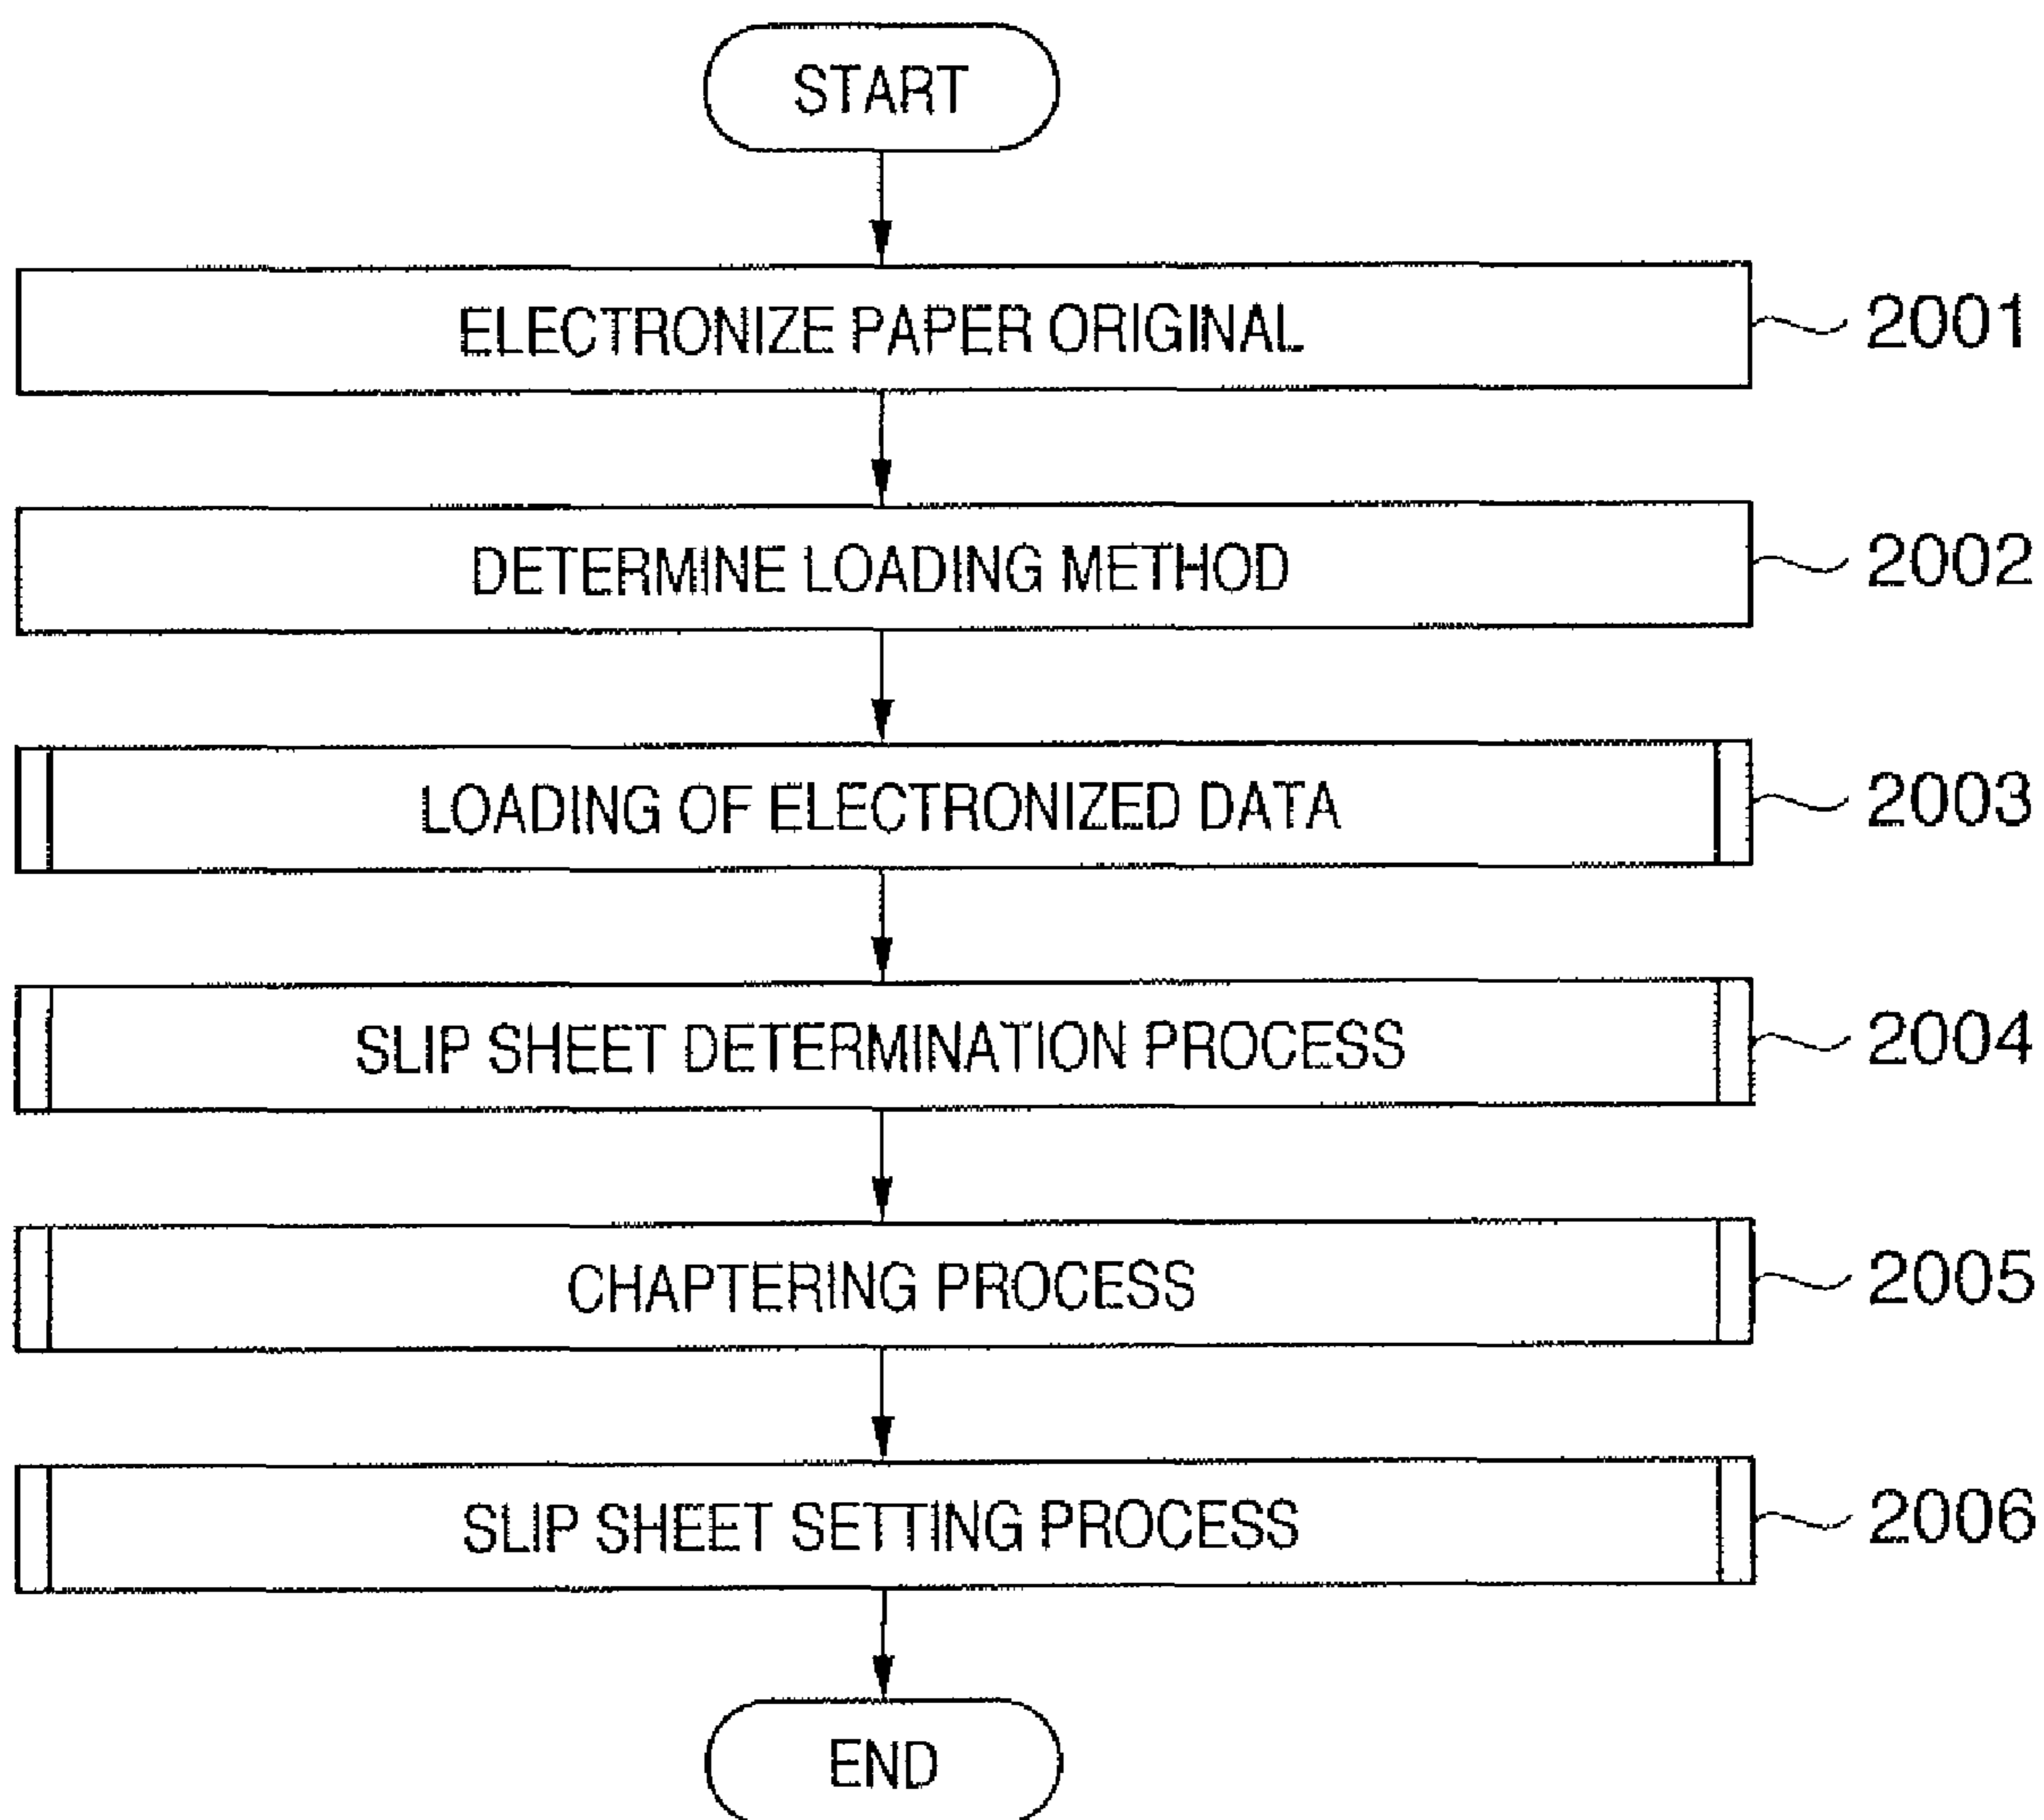 START
ELECTRONIZE PAPER ORIGINAL
2001
DETERMINE LOADING METHOD
2002
LOADING OF ELECTRONIZED DATA
2003
SLIP SHEET DETERMINATION PROCESS
2004
CHAPTERING PROCESS
2005
SLIP SHEET SETTING PROCESS
2006
END